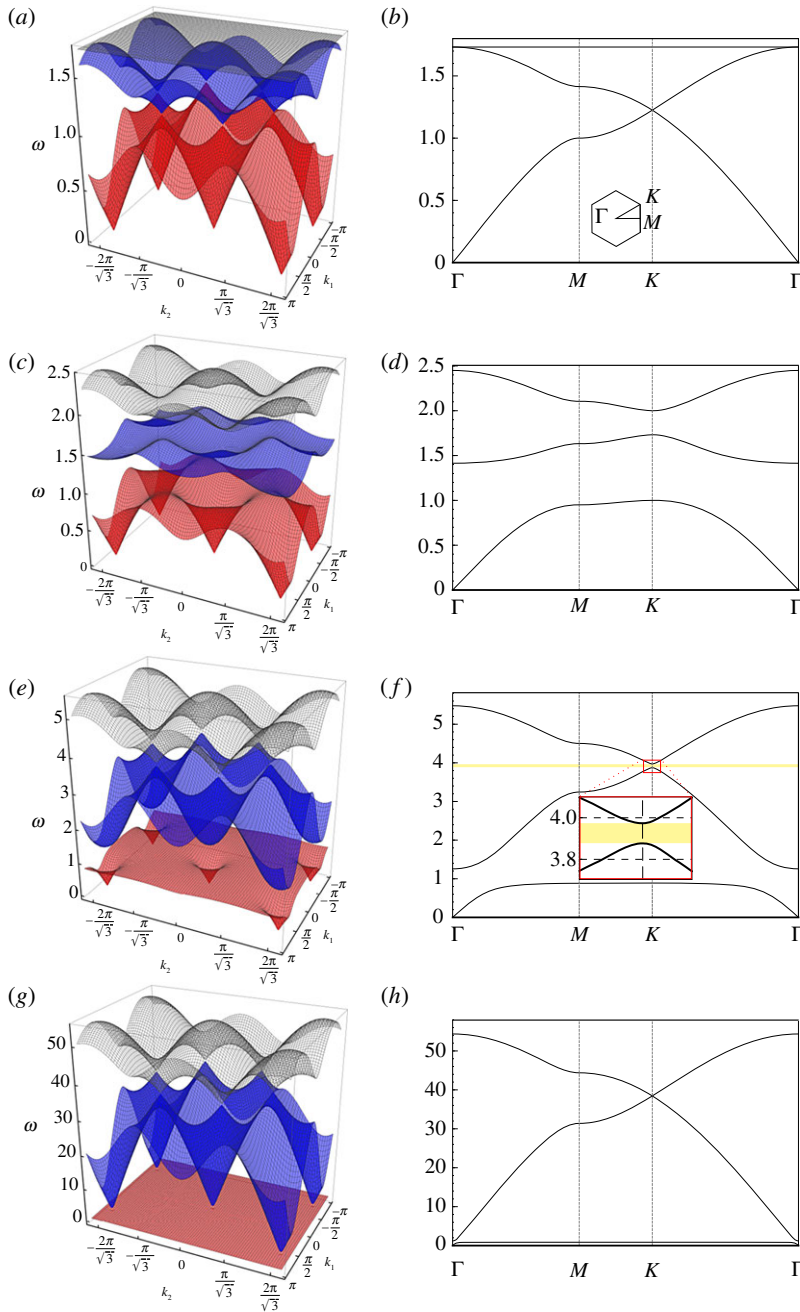 (a)
1.5
1.0
0.5
0
ω
−2π/√3
−π/√3
0
π/√3
2π/√3
k2
π
π/2
0
−π/2
−π
k1
(b)
1.5
1.0
0.5
0
Γ
K
M
Γ M K Γ
(c)
2.5
2.0
1.5
1.0
0.5
0
ω
−2π/√3
−π/√3
0
π/√3
2π/√3
k2
π
π/2
0
−π/2
−π
k1
(d)
2.5
2.0
1.5
1.0
0.5
0
Γ M K Γ
(e)
5
4
3
2
1
0
ω
−2π/√3
−π/√3
0
π/√3
2π/√3
k2
π
π/2
0
−π/2
−π
k1
(f)
5
4
3
2
1
0
4.0
3.8
Γ M K Γ
(g)
50
40
30
20
10
0
ω
−2π/√3
−π/√3
0
π/√3
2π/√3
k2
π
π/2
0
−π/2
−π
k1
(h)
50
40
30
20
10
0
Γ M K Γ